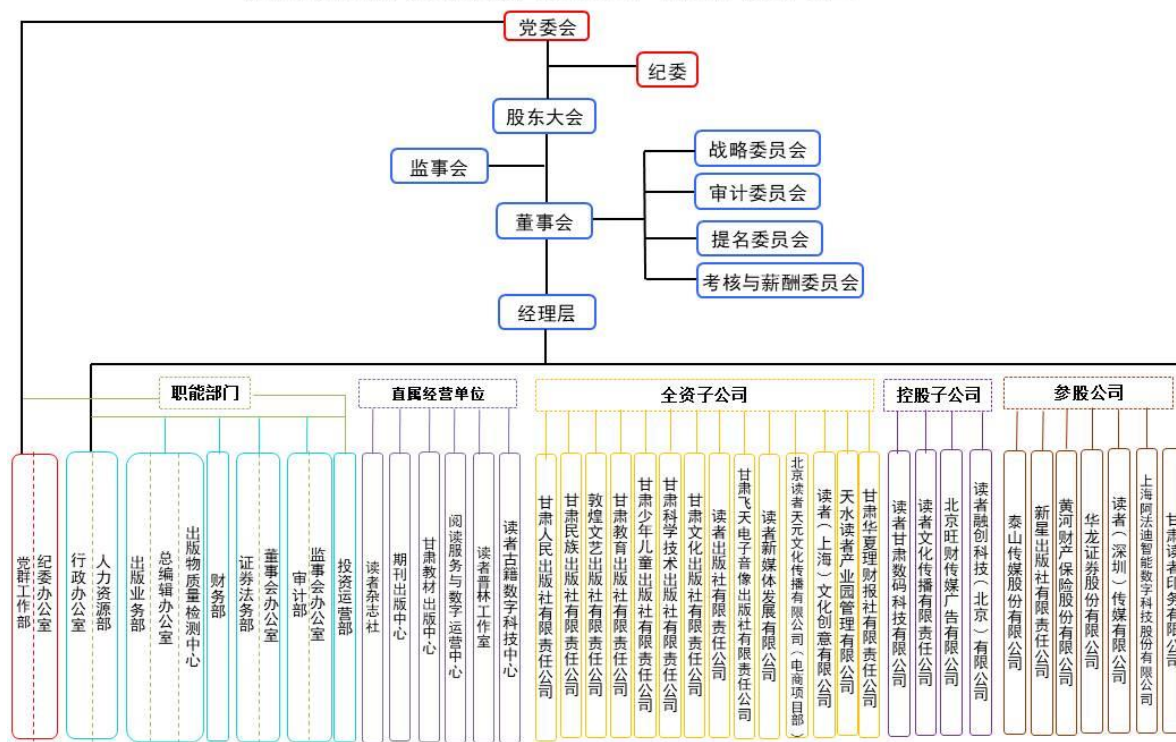 党委会
纪委
股东大会
监事会
战略委员会
审计委员会
董事会
提名委员会
考核与薪酬委员会
经理层
职能部门
直属经营单位
全资子公司
控股子公司
参股公司
党群工作部
纪委办公室
行政办公室
人力资源部
出版业务部
总编辑办公室
出版物质量检测中心
财务部
证券法务部
董事会办公室
审计部
监事会办公室
投资运营部
读者杂志社
期刊出版中心
甘肃教材出版中心
阅读服务与数字运营中心
读者晋林工作室
读者古籍数字科技中心
甘肃人民出版社有限责任公司
甘肃民族出版社有限责任公司
敦煌文艺出版社有限责任公司
甘肃教育出版社有限责任公司
甘肃少年儿童出版社有限责任公司
甘肃科学技术出版社有限责任公司
甘肃文化出版社有限责任公司
读者出版社有限责任公司
甘肃飞天电子音像出版社有限责任公司
读者新媒体发展有限公司
北京读者天元文化传播有限公司（电商项目部）
读者（上海）文化创意有限公司
天水读者产业园管理有限公司
甘肃华夏理财报社有限责任公司
读者甘肃数码科技有限公司
读者文化传播有限责任公司
北京旺财传媒广告有限公司
读者融创科技（北京）有限公司
泰山传媒股份有限公司
新星出版社有限责任公司
黄河财产保险股份有限公司
华龙证券股份有限公司
读者（深圳）传媒有限公司
上海阿法迪智能数字科技股份有限公司
甘肃读者印务有限公司